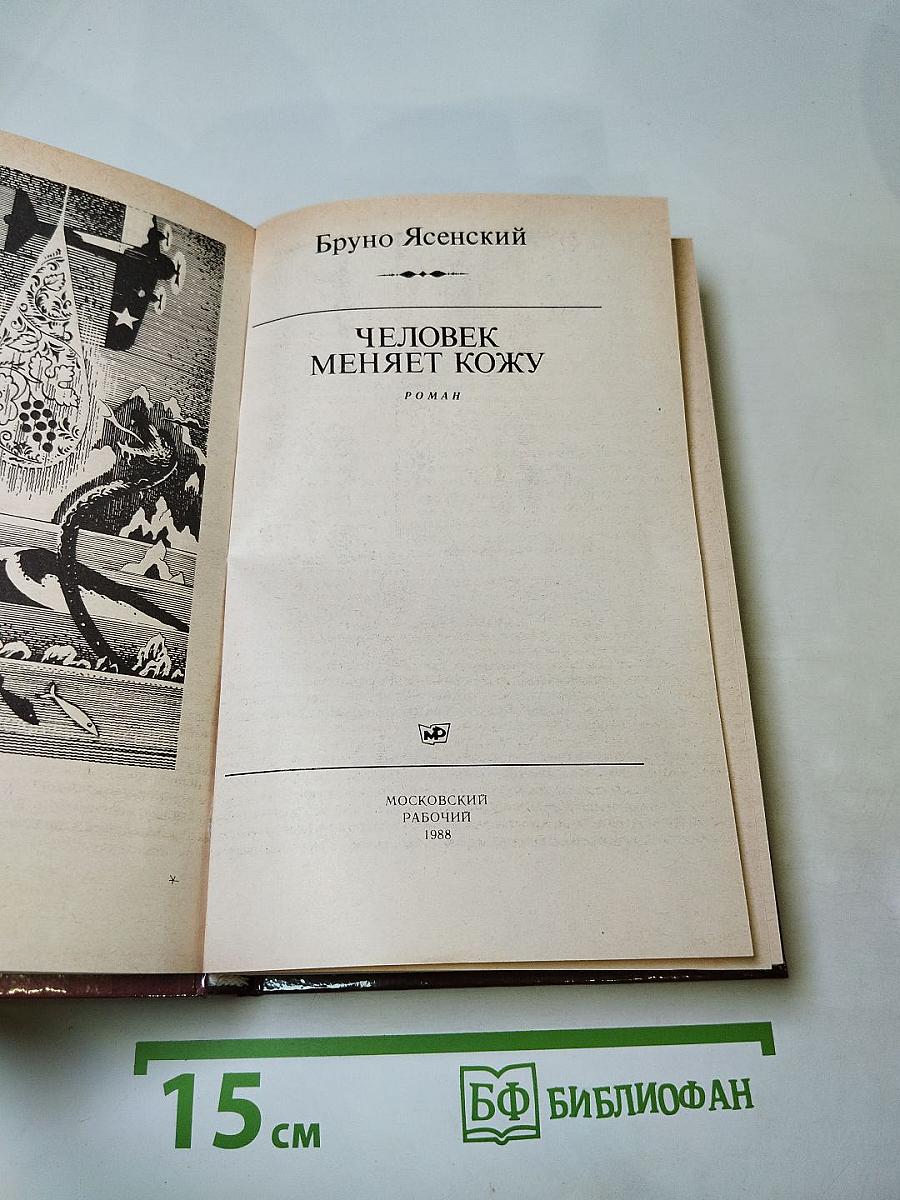 Бруно Ясенский
ЧЕЛОВЕК
МЕНЯЕТ КОЖУ
РОМАН
МР
МОСКОВСКИЙ
РАБОЧИЙ
1988
15 см
БФ БИБЛИОФАН